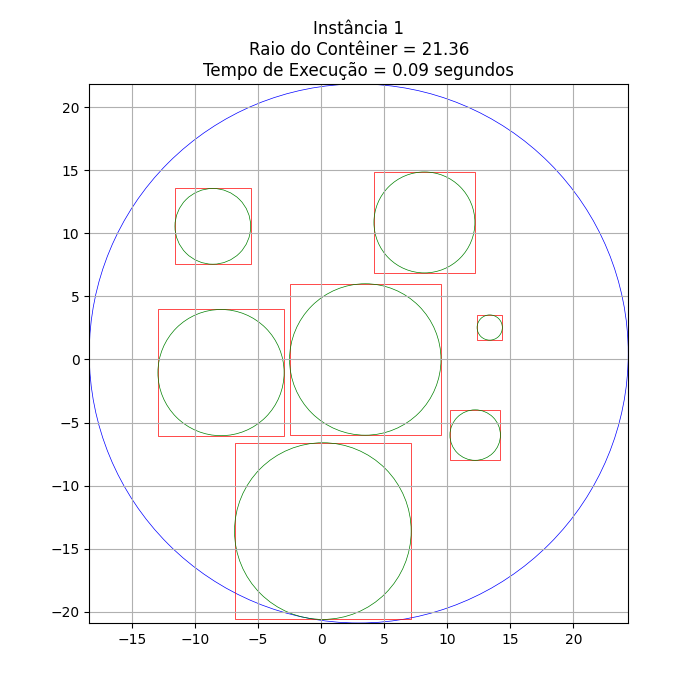 Instância 1
Raio do Contêiner = 21.36
Tempo de Execução = 0.09 segundos
20
15
10
5
0
−5
−10
−15
−20
−15 −10 −5 0 5 10 15 20